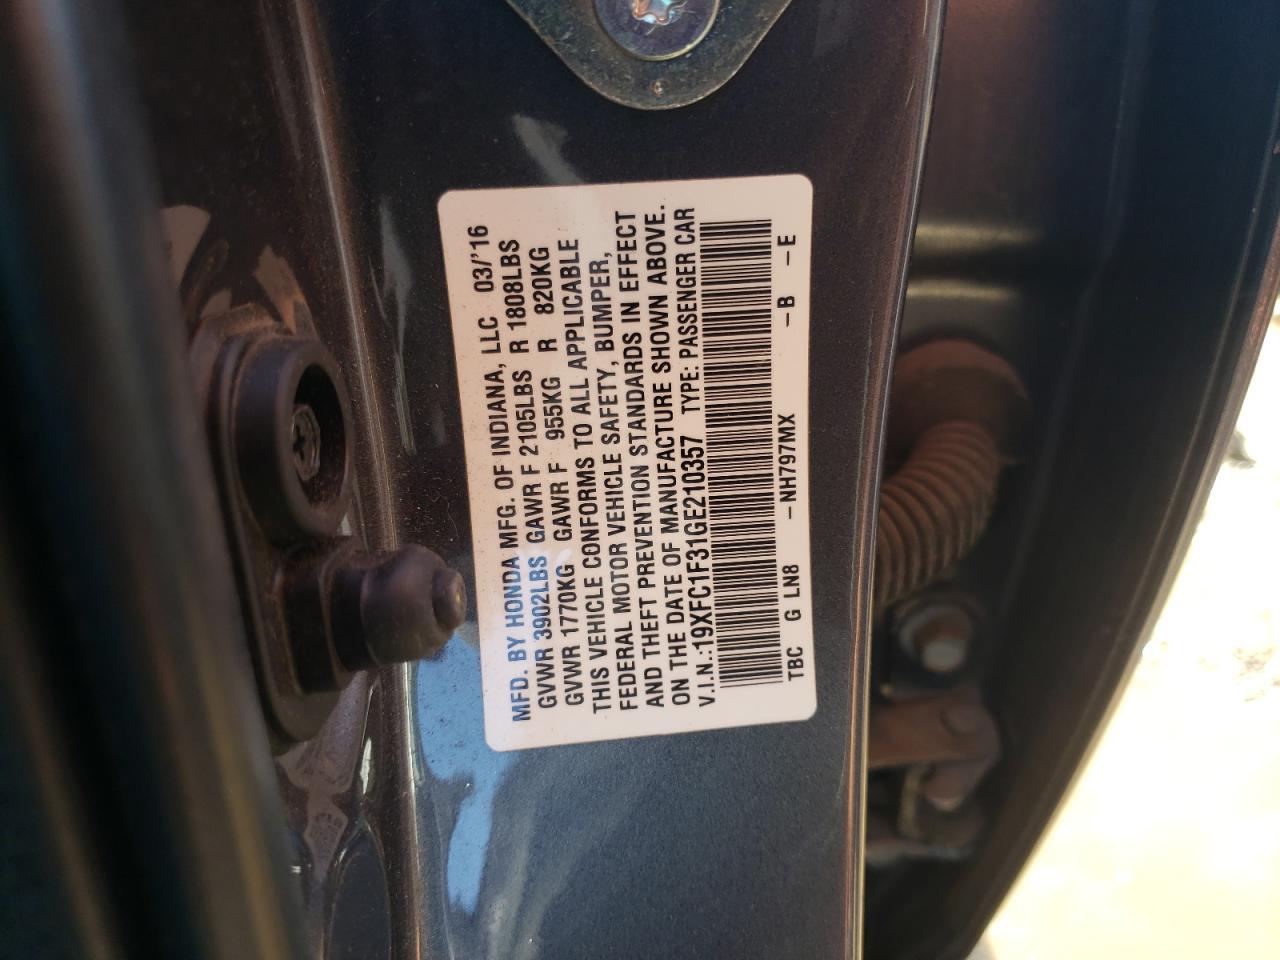 MFD. BY HONDA MFG. OF INDIANA, LLC 03/'16
GVWR 3902LBS GAWR F 2105LBS R 1808LBS
GVWR 1770KG GAWR F 955KG R 820KG
THIS VEHICLE CONFORMS TO ALL APPLICABLE
FEDERAL MOTOR VEHICLE SAFETY, BUMPER,
AND THEFT PREVENTION STANDARDS IN EFFECT
ON THE DATE OF MANUFACTURE SHOWN ABOVE.
V.I.N.:19XFC1F31GE210357 TYPE: PASSENGER CAR
TBC G LN8 -NH797MX -B -E